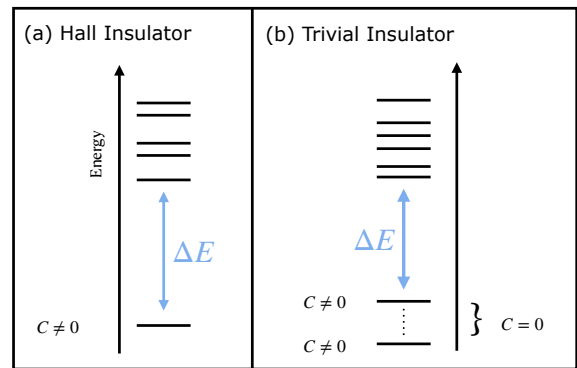 (a) Hall Insulator
Energy
ΔE
C ≠ 0
(b) Trivial Insulator
ΔE
C ≠ 0
C ≠ 0
} C = 0